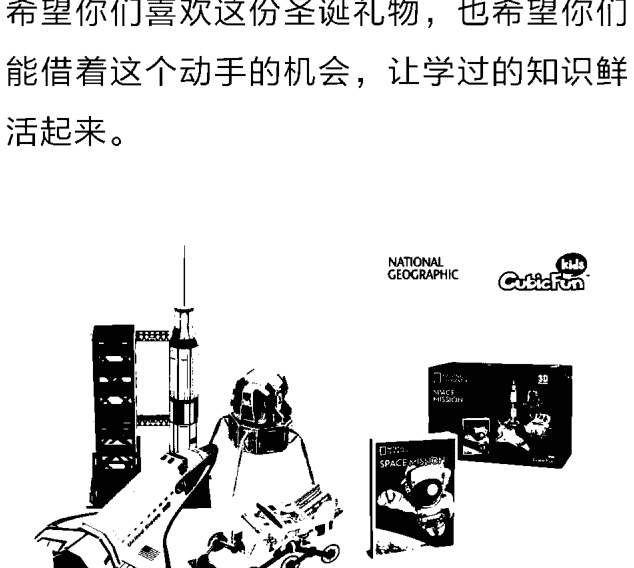 希望你们喜欢这份圣诞礼物，也希望你们
能借着这个动手的机会，让学过的知识鲜
活起来。
NATIONAL
GEOGRAPHIC
kids
CubicFun
3D
SPACE
MISSION
SPACE MISSION
United States